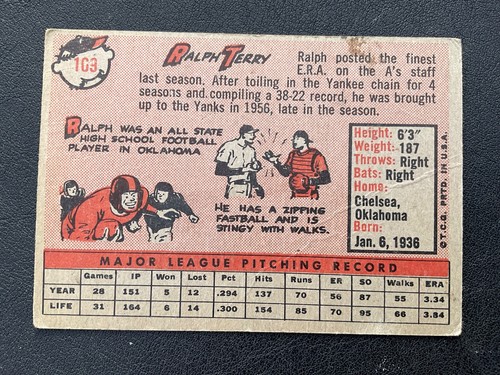 103
RALPH TERRY
Ralph posted the finest
E.R.A. on the A's staff
last season. After toiling in the Yankee chain for 4
seasons and compiling a 38-22 record, he was brought
up to the Yanks in 1956, late in the season.
RALPH WAS AN ALL STATE
HIGH SCHOOL FOOTBALL
PLAYER IN OKLAHOMA
HE HAS A ZIPPING
FASTBALL AND IS
STINGY WITH WALKS.
Height: 6'3"
Weight: 187
Throws: Right
Bats: Right
Home:
Chelsea,
Oklahoma
Born:
Jan. 6, 1936
© T.C.G. PRTD. IN U.S.A.
MAJOR LEAGUE PITCHING RECORD
Games IP Won Lost Pct Hits Runs ER SO Walks ERA
YEAR 28 151 5 12 .294 137 70 56 87 55 3.34
LIFE 31 164 6 14 .300 154 85 70 95 66 3.84